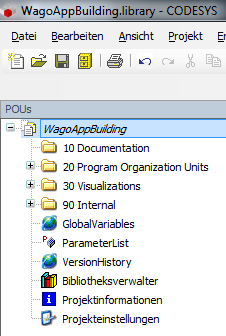 WagoAppBuilding.library - CODESYS
Datei Bearbeiten Ansicht Projekt
POUs
WagoAppBuilding
10 Documentation
20 Program Organization Units
30 Visualizations
90 Internal
GlobalVariables
ParameterList
VersionHistory
Bibliotheksverwalter
Projektinformationen
Projekteinstellungen